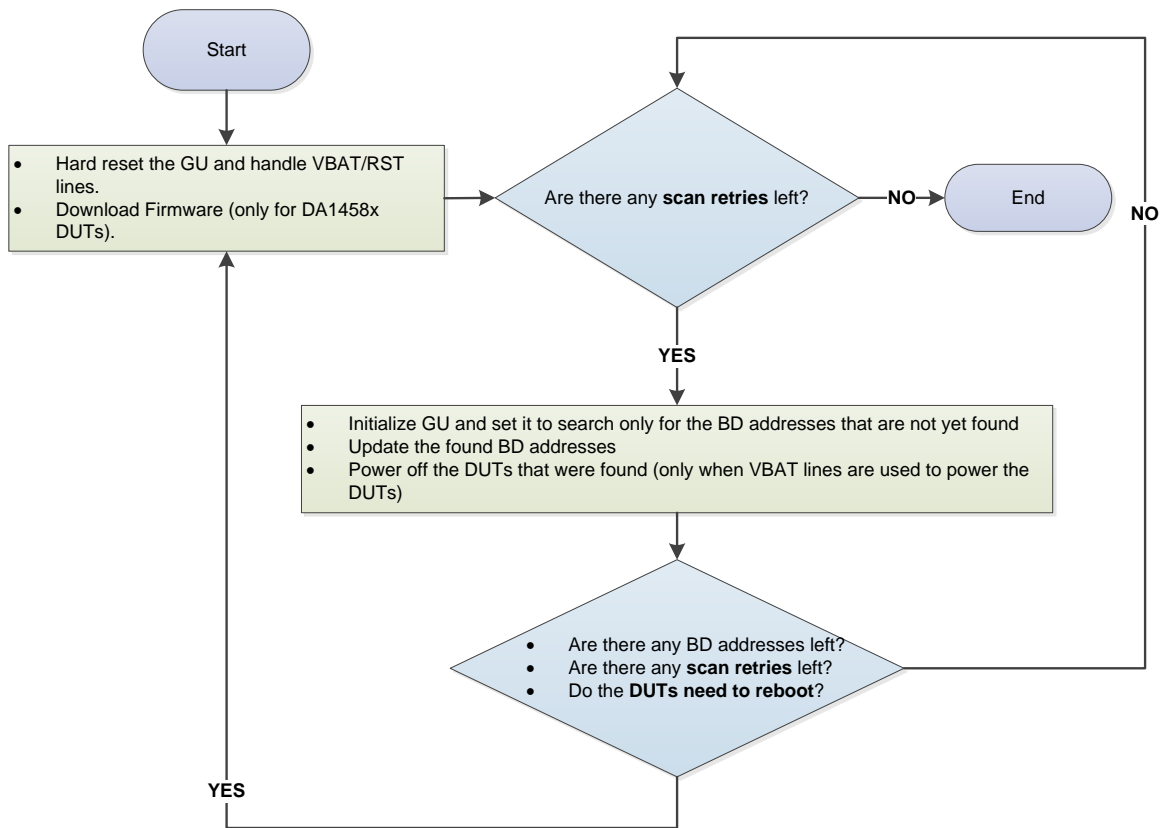 Start
• Hard reset the GU and handle VBAT/RST
lines.
• Download Firmware (only for DA1458x
DUTs).
Are there any scan retries left?
NO
End
NO
YES
• Initialize GU and set it to search only for the BD addresses that are not yet found
• Update the found BD addresses
• Power off the DUTs that were found (only when VBAT lines are used to power the
DUTs)
• Are there any BD addresses left?
• Are there any scan retries left?
• Do the DUTs need to reboot?
YES